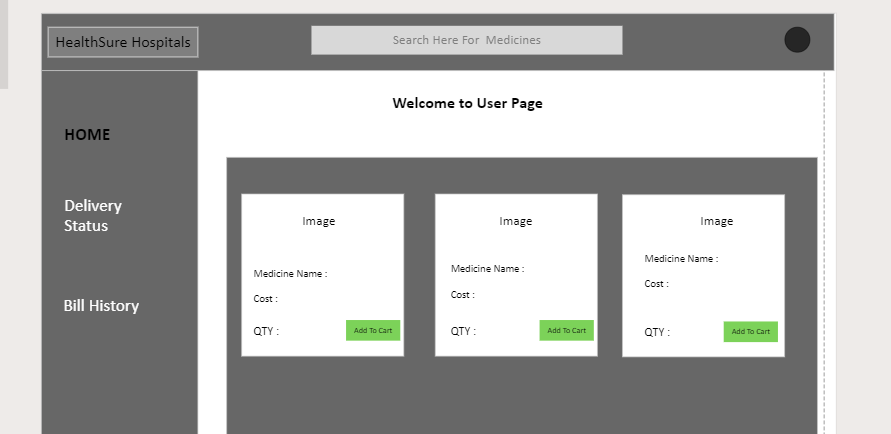 HealthSure Hospitals
Search Here For  Medicines
Welcome to User Page
HOME
Delivery
Status
Bill History
Image
Medicine Name :
Cost :
QTY :
Add To Cart
Image
Medicine Name :
Cost :
QTY :
Add To Cart
Image
Medicine Name :
Cost :
QTY :
Add To Cart